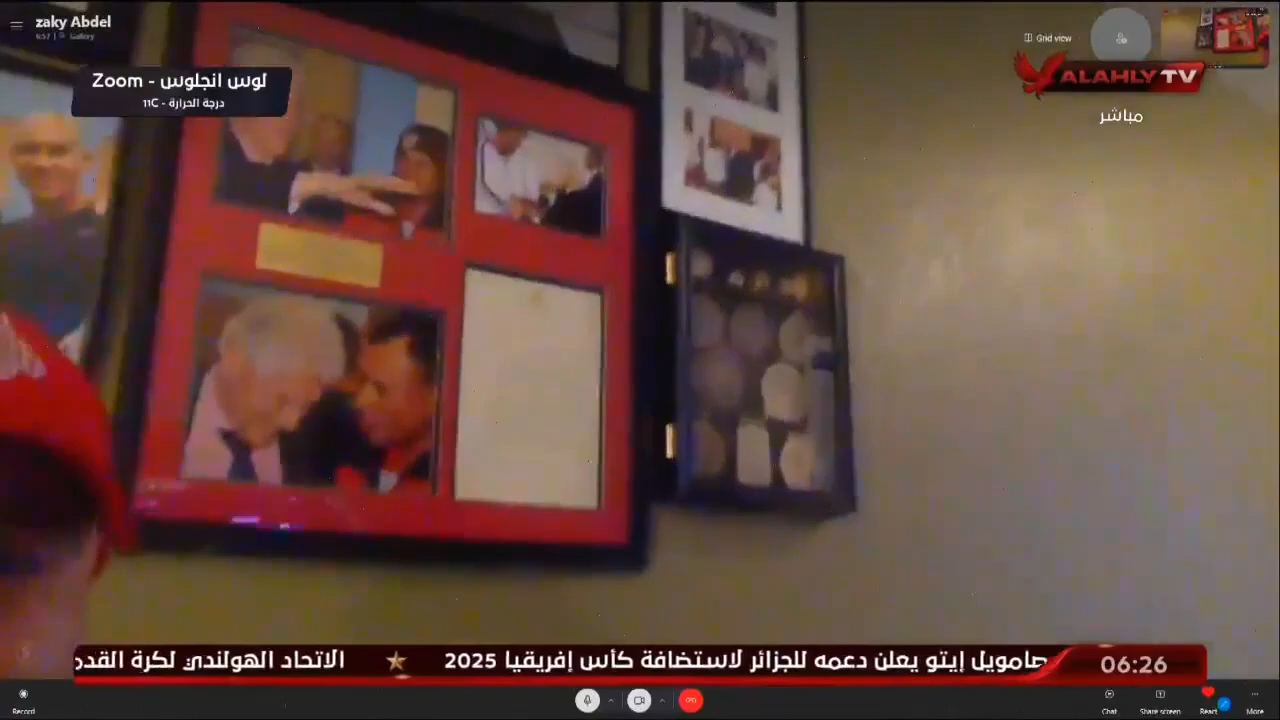 zaky Abdel
Gallery
Grid view
لوس انجلوس - Zoom
درجة الحرارة - 11C
ALAHLY TV
مباشر
صامويل إيتو يعلن دعمه للجزائر لاستضافة كأس إفريقيا 2025 ★ الاتحاد الهولندي لكرة القدم
06:26
Record
Chat
Share screen
React
More